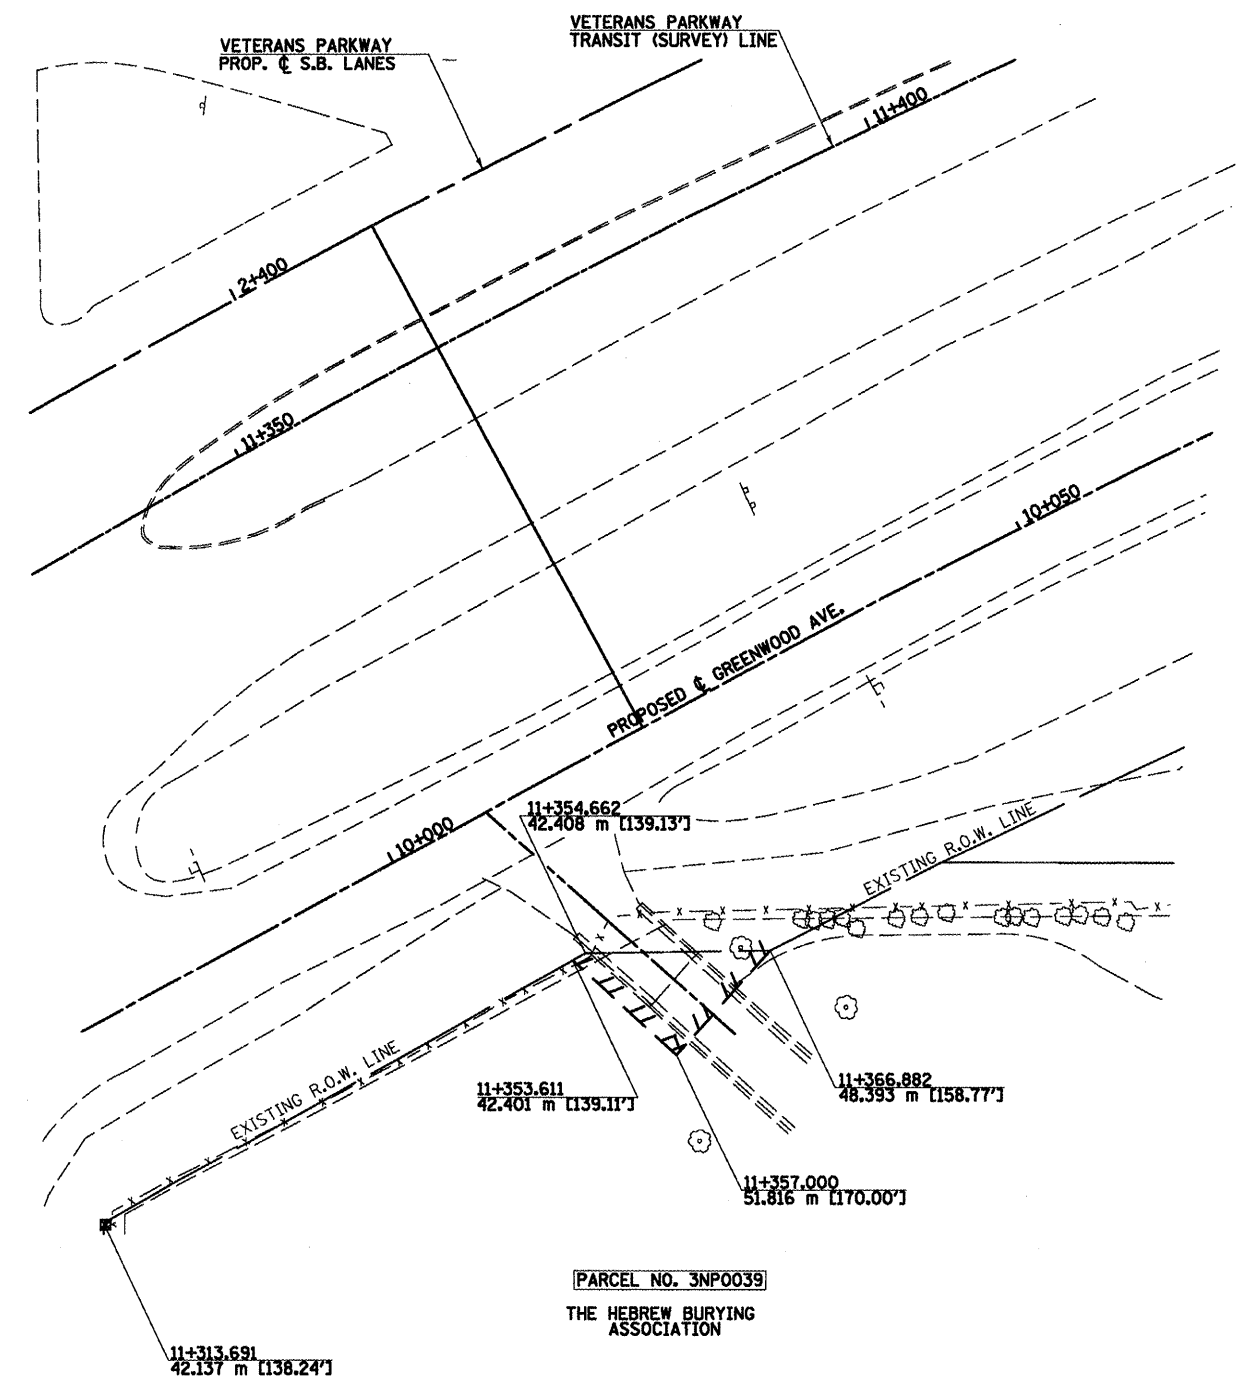 VETERANS PARKWAY
PROP. ℄ S.B. LANES
VETERANS PARKWAY
TRANSIT (SURVEY) LINE
11+400
2+400
11+350
10+050
PROPOSED ℄ GREENWOOD AVE.
11+354.662
42.408 m [139.13']
10+000
EXISTING R.O.W. LINE
EXISTING R.O.W. LINE
11+353.611
42.401 m [139.11']
11+366.882
48.393 m [158.77']
11+357.000
51.816 m [170.00']
PARCEL NO. 3NP0039
THE HEBREW BURYING
ASSOCIATION
11+313.691
42.137 m [138.24']